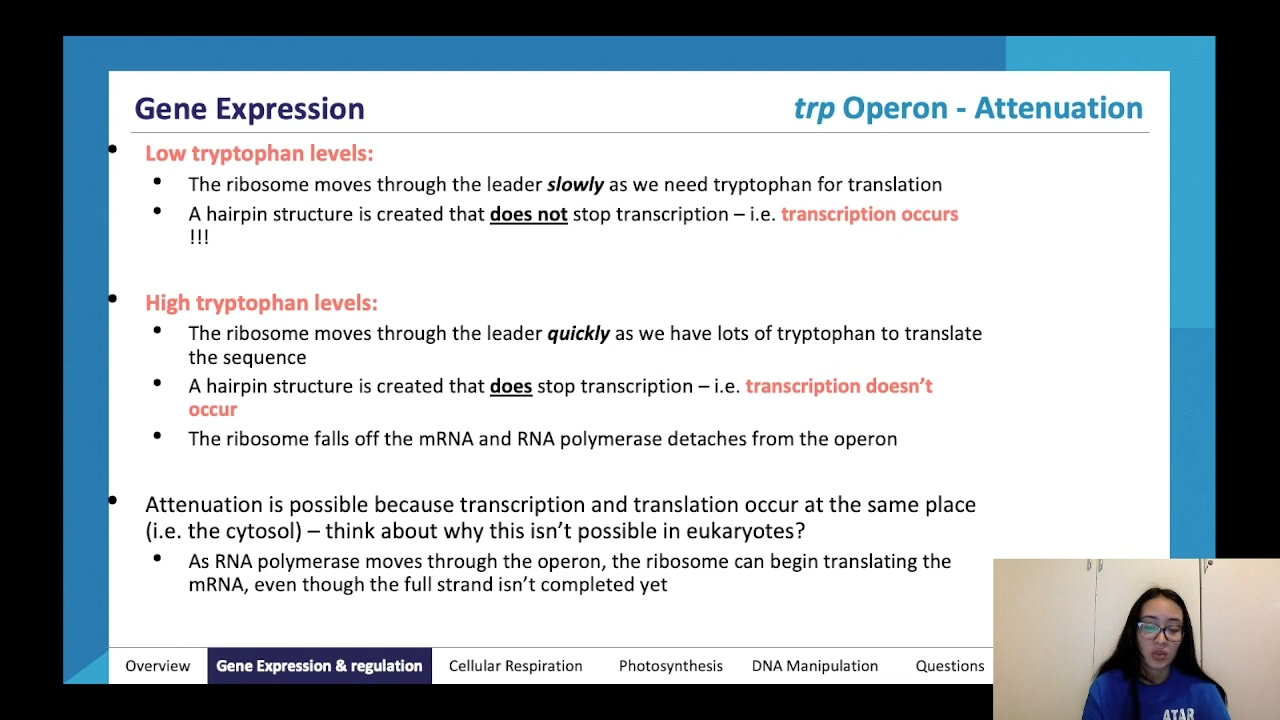 Gene Expression
trp Operon - Attenuation
• Low tryptophan levels:
• The ribosome moves through the leader slowly as we need tryptophan for translation
• A hairpin structure is created that does not stop transcription – i.e. transcription occurs
!!!
• High tryptophan levels:
• The ribosome moves through the leader quickly as we have lots of tryptophan to translate
the sequence
• A hairpin structure is created that does stop transcription – i.e. transcription doesn't
occur
• The ribosome falls off the mRNA and RNA polymerase detaches from the operon
• Attenuation is possible because transcription and translation occur at the same place
(i.e. the cytosol) – think about why this isn't possible in eukaryotes?
• As RNA polymerase moves through the operon, the ribosome can begin translating the
mRNA, even though the full strand isn't completed yet
Overview
Gene Expression & regulation
Cellular Respiration
Photosynthesis
DNA Manipulation
Questions
ATAR